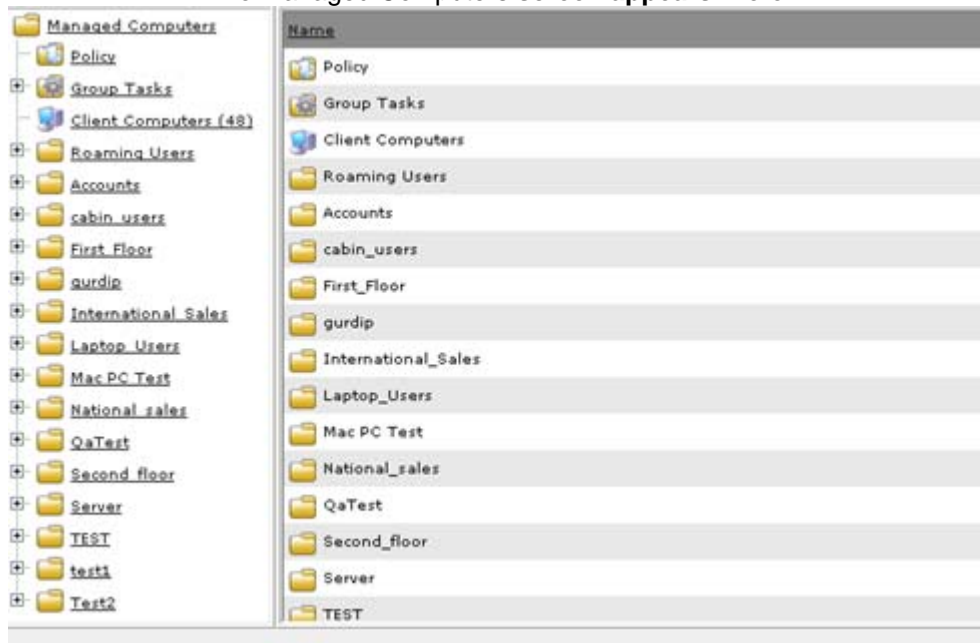 Managed Computers
Policy
Group Tasks
Client Computers (48)
Roaming Users
Accounts
cabin_users
First_Floor
gurdip
International_Sales
Laptop_Users
Mac PC Test
National_sales
QaTest
Second_floor
Server
TEST
test1
Test2
Name
Policy
Group Tasks
Client Computers
Roaming Users
Accounts
cabin_users
First_Floor
gurdip
International_Sales
Laptop_Users
Mac PC Test
National_sales
QaTest
Second_floor
Server
TEST